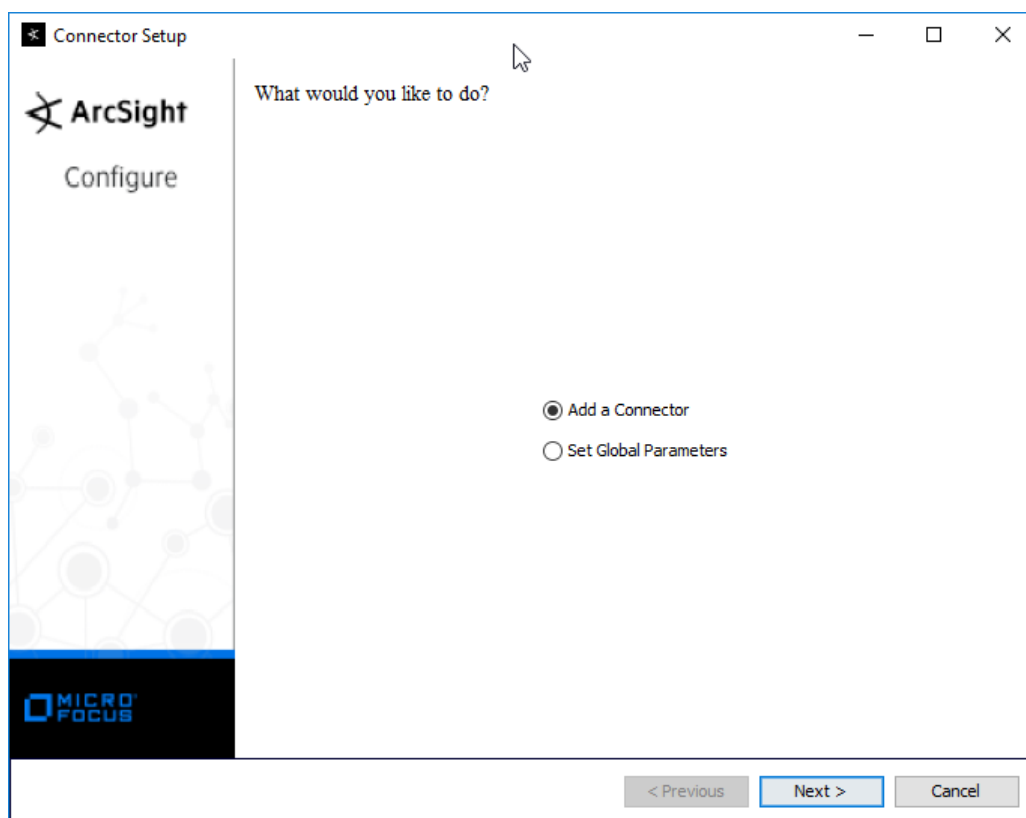 Connector Setup
ArcSight
Configure
What would you like to do?
Add a Connector
Set Global Parameters
MICRO
FOCUS
< Previous
Next >
Cancel